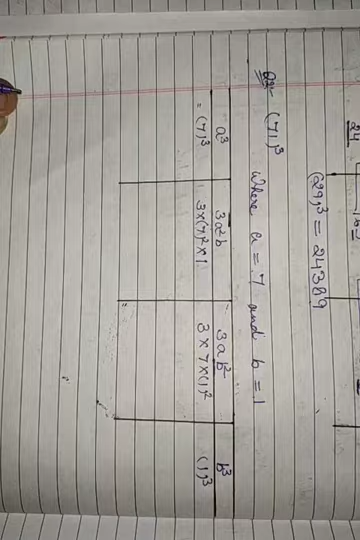 24
(29)³ = 24389
Q2- (71)³ Where a = 7 and b = 1
a³ 3a²b 3ab² b³
= (7)³ 3×(7)²×1 3×7×(1)² (1)³